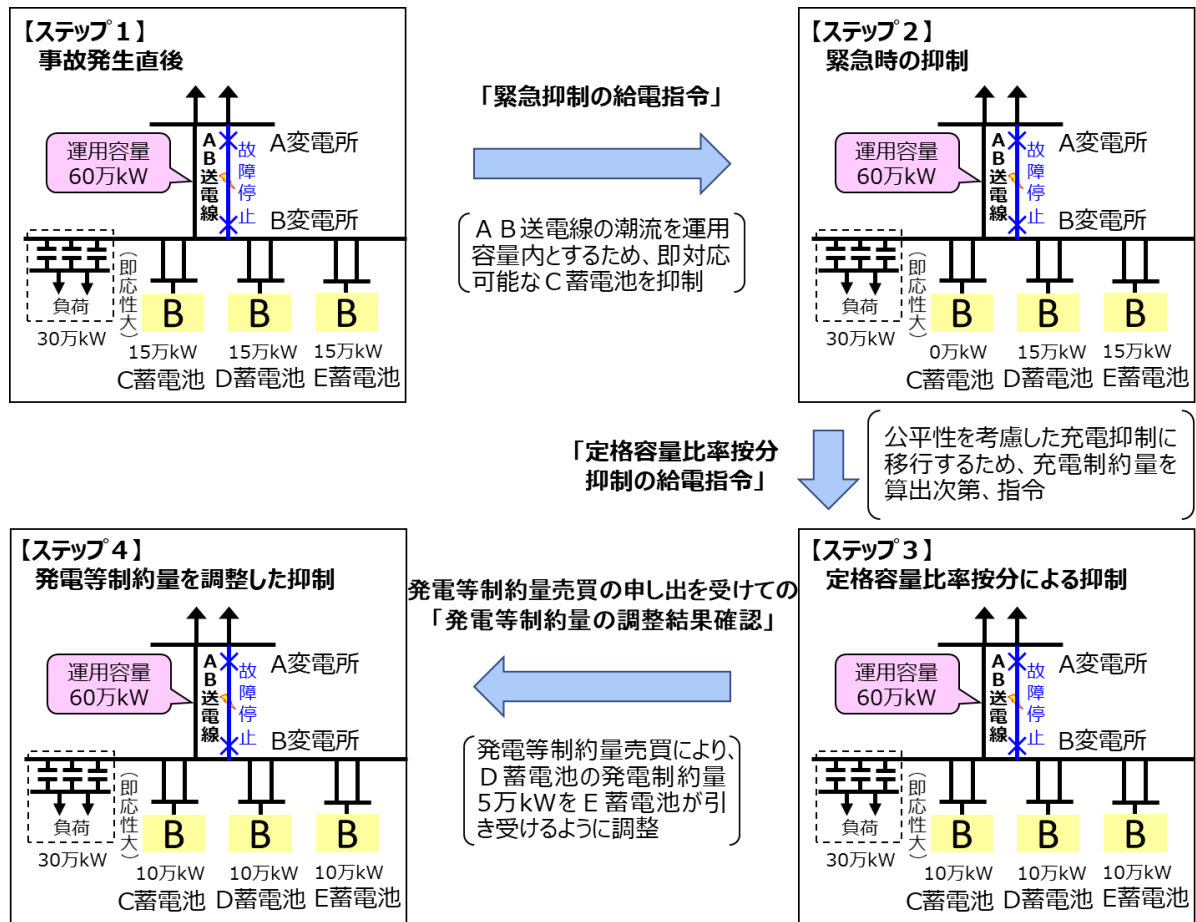 【ステップ1】
事故発生直後
運用容量
60万kW
AB送電線
故障停止
A変電所
B変電所
負荷
30万kW
(即応性大)
B
B
B
15万kW
15万kW
15万kW
C蓄電池
D蓄電池
E蓄電池
「緊急抑制の給電指令」
AB送電線の潮流を運用
容量内とするため、即対応
可能なC蓄電池を抑制
【ステップ2】
緊急時の抑制
運用容量
60万kW
AB送電線
故障停止
A変電所
B変電所
負荷
30万kW
(即応性大)
B
B
B
0万kW
15万kW
15万kW
C蓄電池
D蓄電池
E蓄電池
「定格容量比率按分
抑制の給電指令」
公平性を考慮した充電抑制に
移行するため、充電制約量を
算出次第、指令
【ステップ3】
定格容量比率按分による抑制
運用容量
60万kW
AB送電線
故障停止
A変電所
B変電所
負荷
30万kW
(即応性大)
B
B
B
10万kW
10万kW
10万kW
C蓄電池
D蓄電池
E蓄電池
発電等制約量売買の申し出を受けての
「発電等制約量の調整結果確認」
発電等制約量売買により、
D蓄電池の発電制約量
5万kWをE蓄電池が引
き受けるように調整
【ステップ4】
発電等制約量を調整した抑制
運用容量
60万kW
AB送電線
故障停止
A変電所
B変電所
負荷
30万kW
(即応性大)
B
B
B
10万kW
10万kW
10万kW
C蓄電池
D蓄電池
E蓄電池